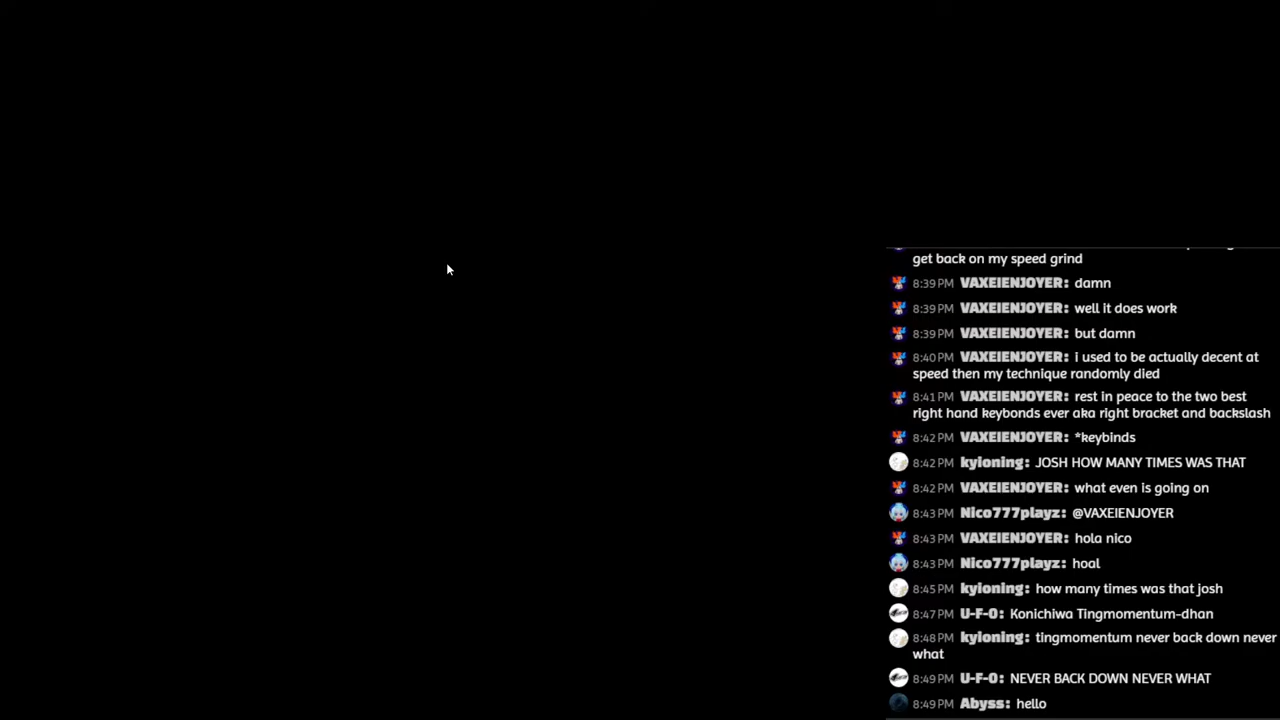 get back on my speed grind
8:39 PM VAXEIENJOYER: damn
8:39 PM VAXEIENJOYER: well it does work
8:39 PM VAXEIENJOYER: but damn
8:40 PM VAXEIENJOYER: i used to be actually decent at
speed then my technique randomly died
8:41 PM VAXEIENJOYER: rest in peace to the two best
right hand keybonds ever aka right bracket and backslash
8:42 PM VAXEIENJOYER: *keybinds
8:42 PM kyioning: JOSH HOW MANY TIMES WAS THAT
8:42 PM VAXEIENJOYER: what even is going on
8:43 PM Nico777playz: @VAXEIENJOYER
8:43 PM VAXEIENJOYER: hola nico
8:43 PM Nico777playz: hoal
8:45 PM kyioning: how many times was that josh
8:47 PM U-F-O: Konichiwa Tingmomentum-dhan
8:48 PM kyioning: tingmomentum never back down never
what
8:49 PM U-F-O: NEVER BACK DOWN NEVER WHAT
8:49 PM Abyss: hello